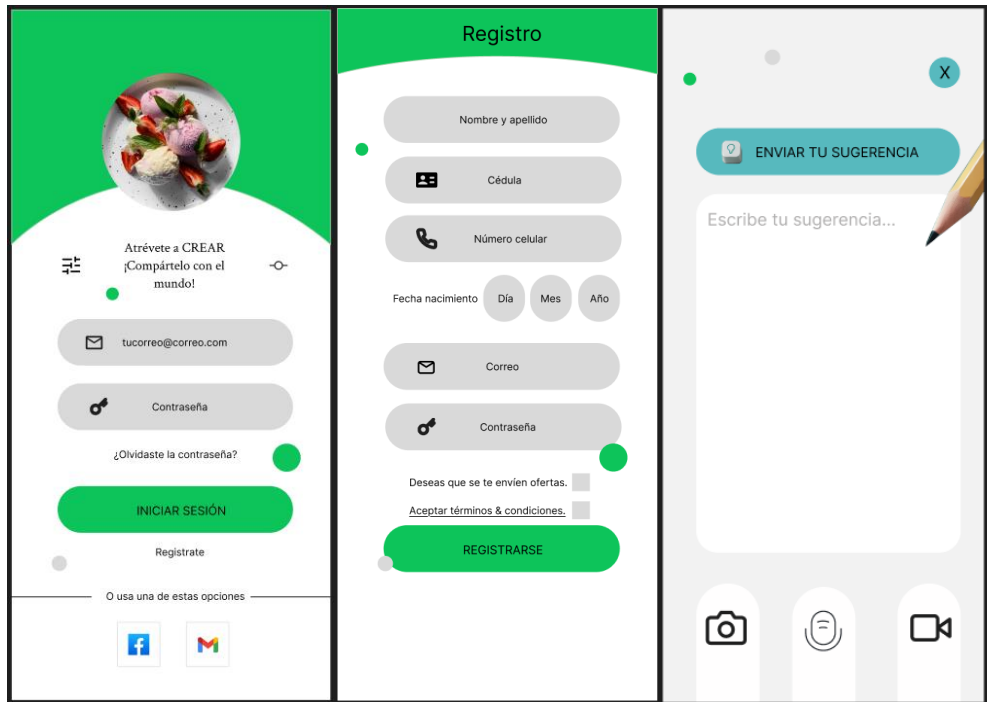 Atrévete a CREAR
¡Compártelo con el
mundo!
tucorreo@correo.com
Contraseña
¿Olvidaste la contraseña?
INICIAR SESIÓN
Registrate
O usa una de estas opciones
Registro
Nombre y apellido
Cédula
Número celular
Fecha nacimiento Día Mes Año
Correo
Contraseña
Deseas que se te envíen ofertas.
Aceptar términos & condiciones.
REGISTRARSE
X
ENVIAR TU SUGERENCIA
Escribe tu sugerencia...